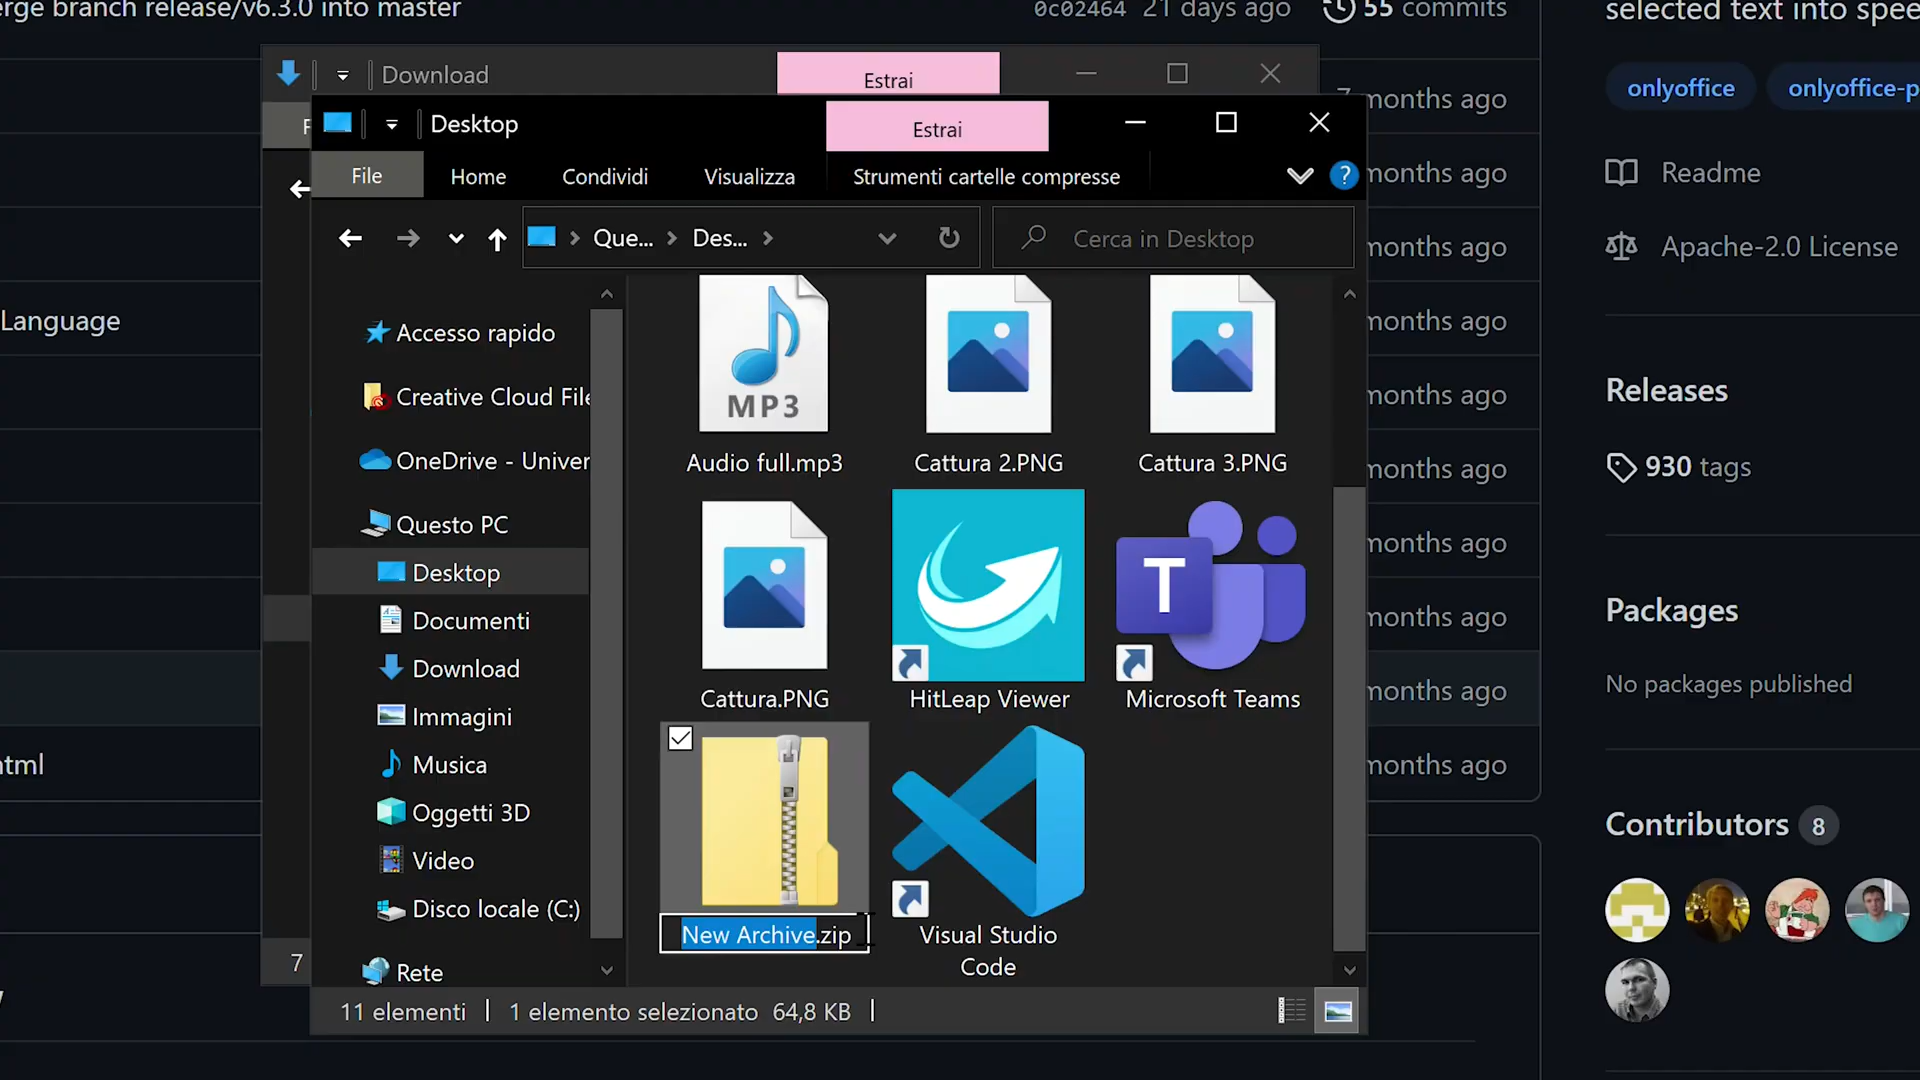 erge branch release/v6.3.0 into master
0c02464 21 days ago 55 commits
selected text into spee
Download
Estrai
onlyoffice
onlyoffice-p
months ago
Desktop
Estrai
File
Home
Condividi
Visualizza
Strumenti cartelle compresse
?
months ago
Readme
Que...
Des...
Cerca in Desktop
months ago
Apache-2.0 License
Language
Accesso rapido
Creative Cloud File
OneDrive - Univer
Questo PC
Desktop
Documenti
Download
Immagini
Musica
Oggetti 3D
Video
Disco locale (C:)
Rete
MP3
Audio full.mp3
Cattura 2.PNG
Cattura 3.PNG
Cattura.PNG
HitLeap Viewer
T
Microsoft Teams
New Archive.zip
Visual Studio
Code
months ago
months ago
months ago
months ago
months ago
months ago
months ago
Releases
930 tags
Packages
No packages published
Contributors 8
html
7
11 elementi
1 elemento selezionato 64,8 KB